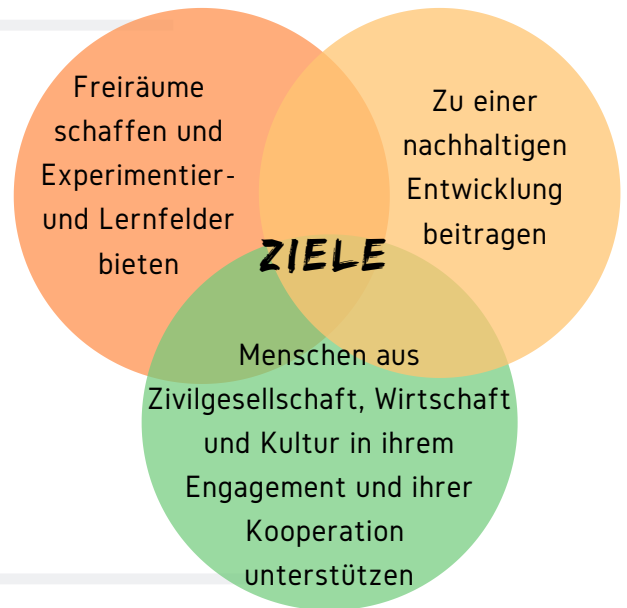 Freiräume
schaffen und
Experimentier-
und Lernfelder
bieten
Zu einer
nachhaltigen
Entwicklung
beitragen
ZIELE
Menschen aus
Zivilgesellschaft, Wirtschaft
und Kultur in ihrem
Engagement und ihrer
Kooperation
unterstützen